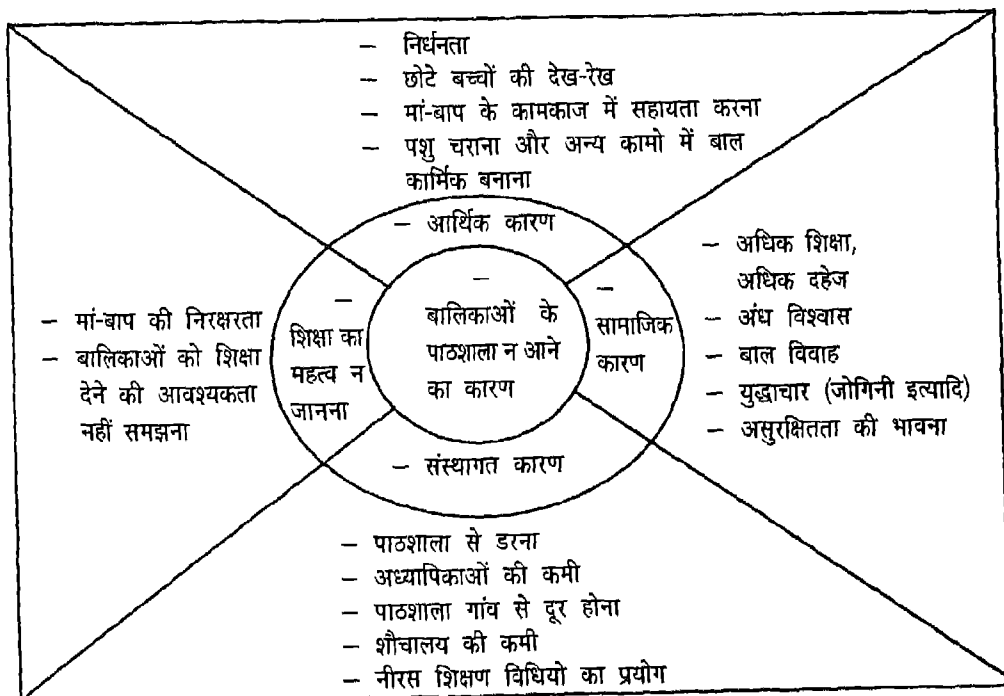 – निर्धनता
– छोटे बच्चों की देख-रेख
– मां-बाप के कामकाज में सहायता करना
– पशु चराना और अन्य कामो में बाल
कार्मिक बनाना
– आर्थिक कारण
– मां-बाप की निरक्षरता
– बालिकाओं को शिक्षा
देने की आवश्यकता
नहीं समझना
–
शिक्षा का
महत्व न
जानना
–
बालिकाओं के
पाठशाला न आने
का कारण
–
सामाजिक
कारण
– अधिक शिक्षा,
अधिक दहेज
– अंध विश्वास
– बाल विवाह
– युद्धाचार (जोगिनी इत्यादि)
– असुरक्षितता की भावना
– संस्थागत कारण
– पाठशाला से डरना
– अध्यापिकाओं की कमी
– पाठशाला गांव से दूर होना
– शौचालय की कमी
– नीरस शिक्षण विधियो का प्रयोग